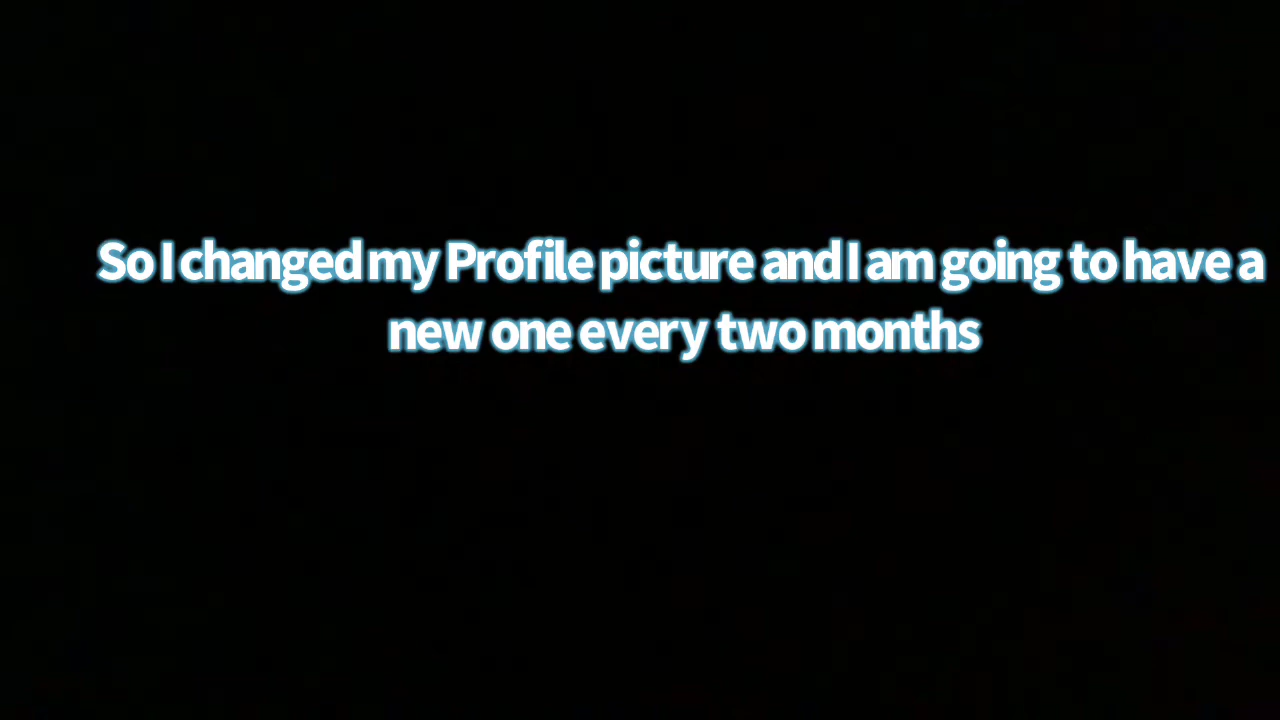 So I changed my Profile picture and I am going to have a
new one every two months